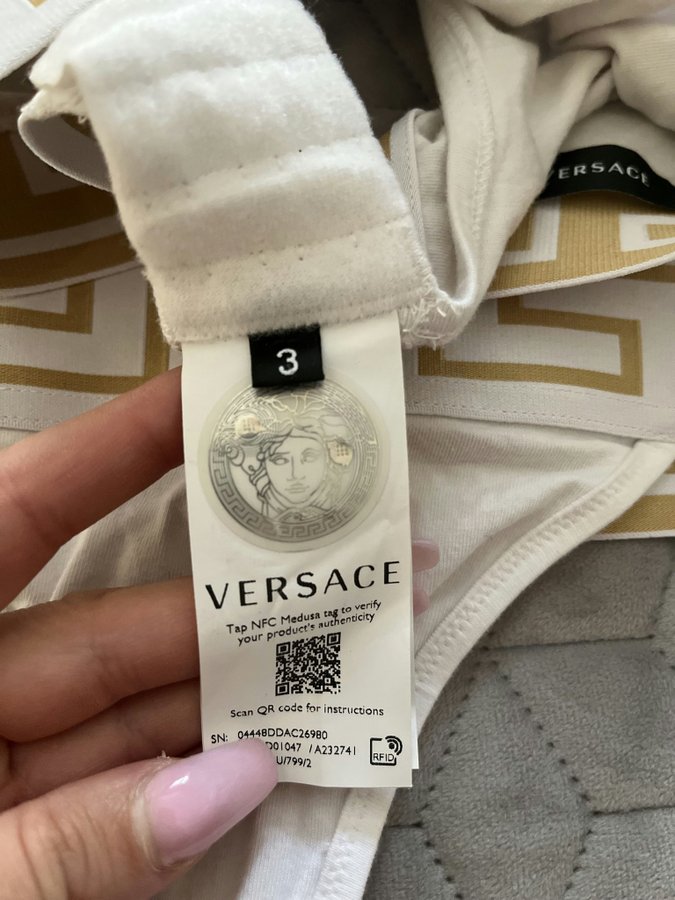 VERSACE
3
VERSACE
Tap NFC Medusa tag to verify
your product's authenticity
Scan QR code for instructions
SN: 04448DDAC26980
D01047 /A232741
U/799/2
RFID